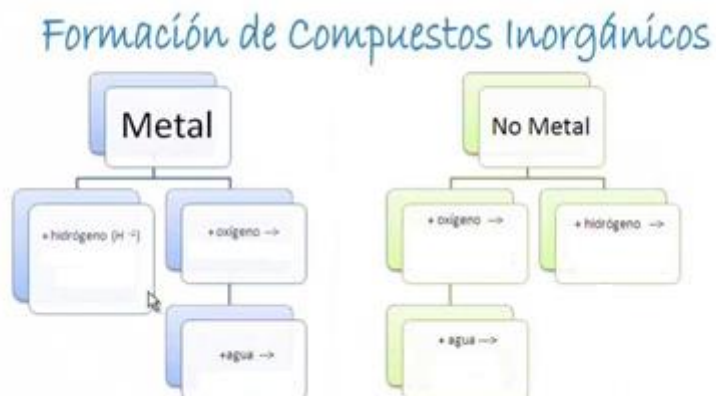 Formación de Compuestos Inorgánicos
Metal
No Metal
+ hidrógeno (H ⁻¹)
+ oxígeno -->
+ oxígeno -->
+ hidrógeno -->
+agua -->
+ agua -->